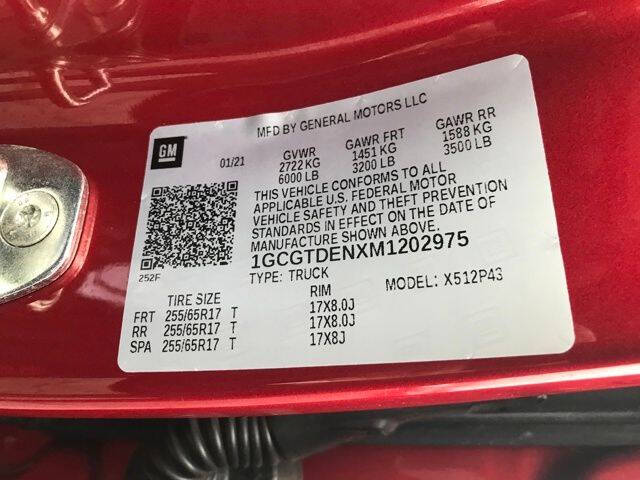 MFD BY GENERAL MOTORS LLC
GM
01/21 GVWR GAWR FRT GAWR RR
2722 KG 1451 KG 1588 KG
6000 LB 3200 LB 3500 LB
THIS VEHICLE CONFORMS TO ALL
APPLICABLE U.S. FEDERAL MOTOR
VEHICLE SAFETY AND THEFT PREVENTION
STANDARDS IN EFFECT ON THE DATE OF
MANUFACTURE SHOWN ABOVE.
1GCGTDENXM1202975
252F
TYPE: TRUCK MODEL: X512P43
TIRE SIZE RIM
FRT 255/65R17 T 17X8.0J
RR 255/65R17 T 17X8.0J
SPA 255/65R17 T 17X8J